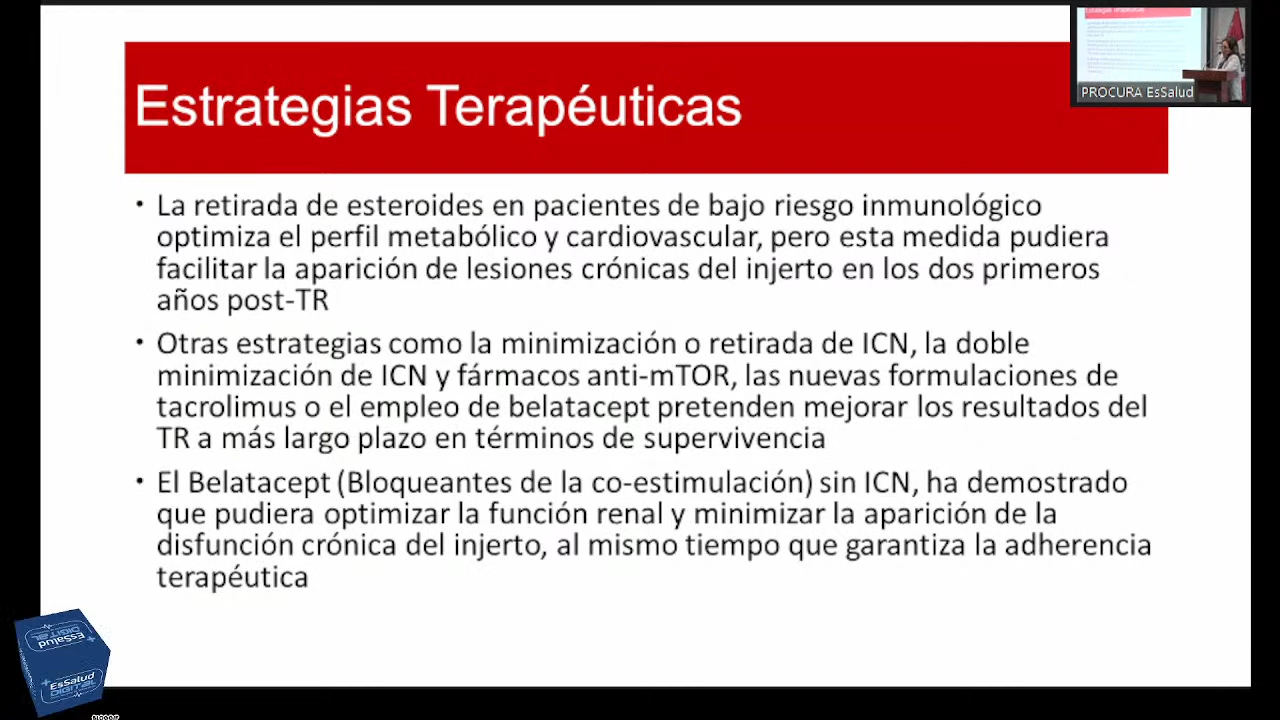 Estrategias Terapéuticas
PROCURA EsSalud
• La retirada de esteroides en pacientes de bajo riesgo inmunológico
optimiza el perfil metabólico y cardiovascular, pero esta medida pudiera
facilitar la aparición de lesiones crónicas del injerto en los dos primeros
años post-TR
• Otras estrategias como la minimización o retirada de ICN, la doble
minimización de ICN y fármacos anti-mTOR, las nuevas formulaciones de
tacrolimus o el empleo de belatacept pretenden mejorar los resultados del
TR a más largo plazo en términos de supervivencia
• El Belatacept (Bloqueantes de la co-estimulación) sin ICN, ha demostrado
que pudiera optimizar la función renal y minimizar la aparición de la
disfunción crónica del injerto, al mismo tiempo que garantiza la adherencia
terapéutica
EsSalud
DIGITAL
EsSalud
DIGITAL